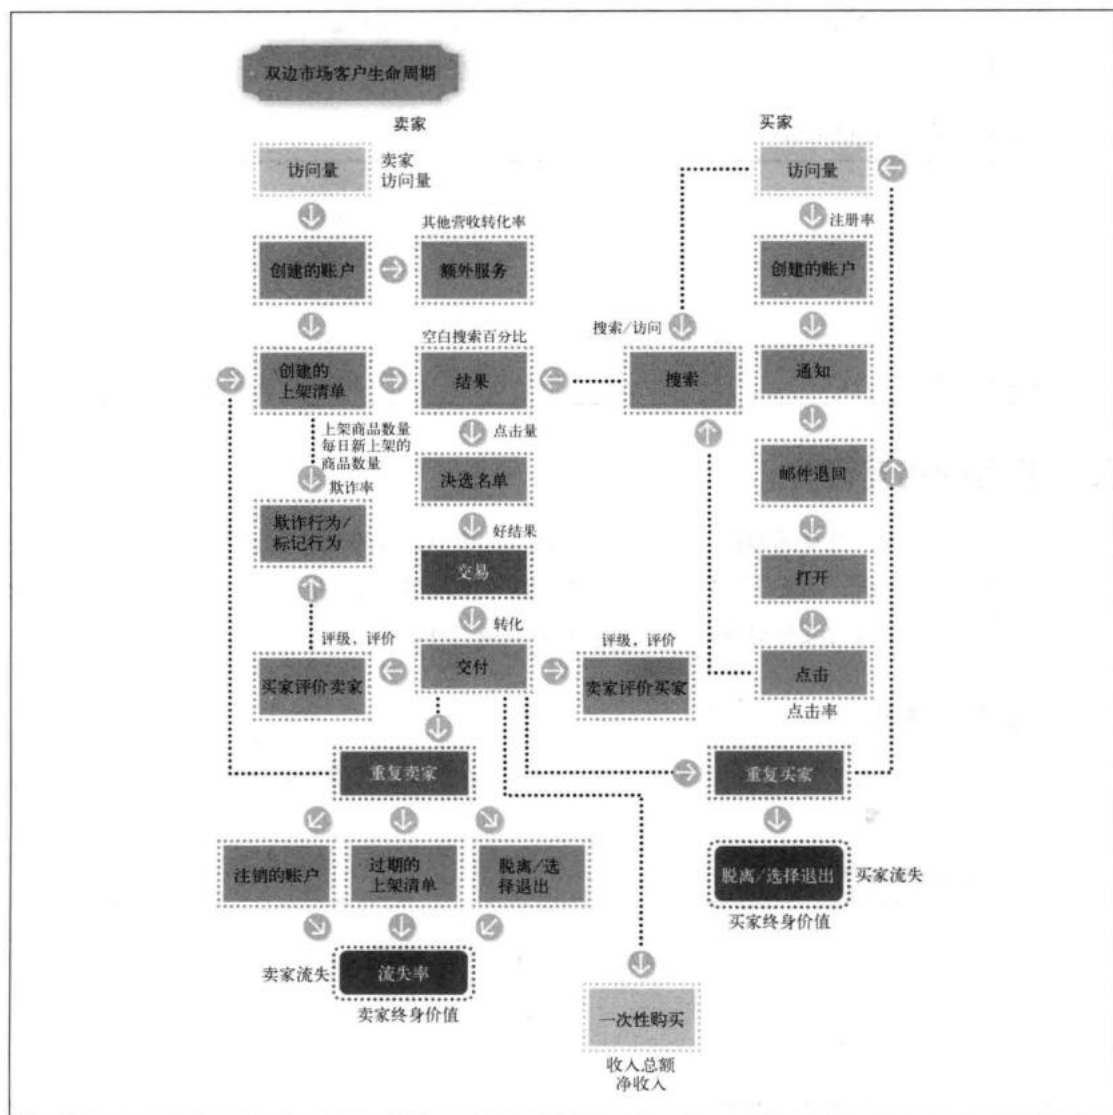 双边市场客户生命周期
卖家
买家
访问量
卖家
访问量
访问量
注册率
其他营收转化率
创建的账户
额外服务
创建的账户
搜索/访问
空白搜索百分比
创建的
上架清单
结果
搜索
通知
上架商品数量
每日新上架的
商品数量
点击量
欺诈率
决选名单
邮件退回
欺诈行为/
标记行为
好结果
交易
打开
转化
评级，评价
评级，评价
买家评价卖家
交付
卖家评价买家
点击
点击率
重复卖家
重复买家
注销的账户
过期的
上架清单
脱离/选
择退出
脱离/选择退出
买家流失
买家终身价值
卖家流失
流失率
卖家终身价值
一次性购买
收入总额
净收入